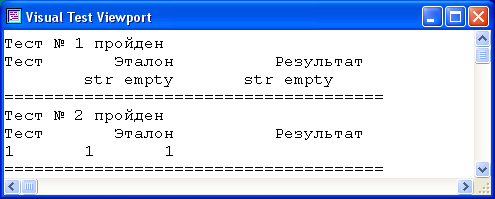 Visual Test Viewport
Тест № 1 пройден
Тест Эталон Результат
str empty str empty
======================================
Тест № 2 пройден
Тест Эталон Результат
1 1 1
======================================